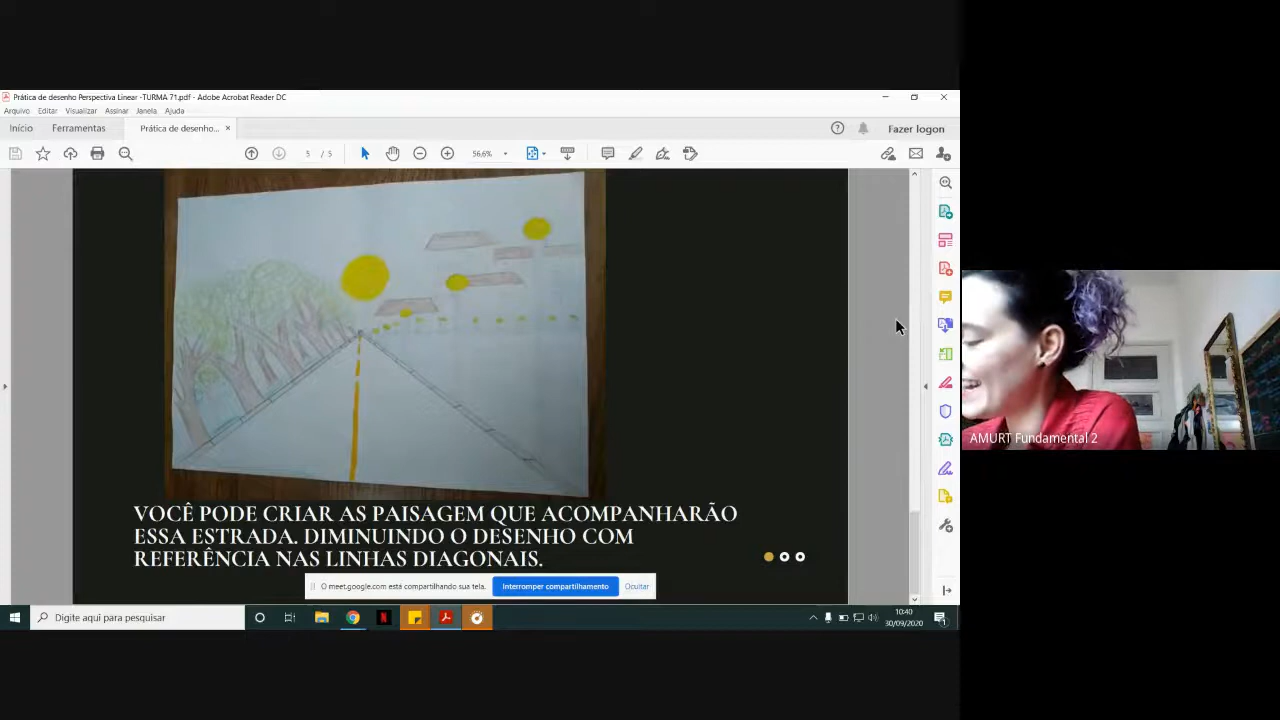 Prática de desenho Perspectiva Linear -TURMA 71.pdf - Adobe Acrobat Reader DC
Arquivo Editar Visualizar Assinar Janela Ajuda
Início Ferramentas Prática de desenho... × Fazer logon
5 / 5 56,6%
VOCÊ PODE CRIAR AS PAISAGEM QUE ACOMPANHARÃO
ESSA ESTRADA. DIMINUINDO O DESENHO COM
REFERÊNCIA NAS LINHAS DIAGONAIS.
O meet.google.com está compartilhando sua tela. Interromper compartilhamento Ocultar
Digite aqui para pesquisar
10:40
30/09/2020
AMURT Fundamental 2